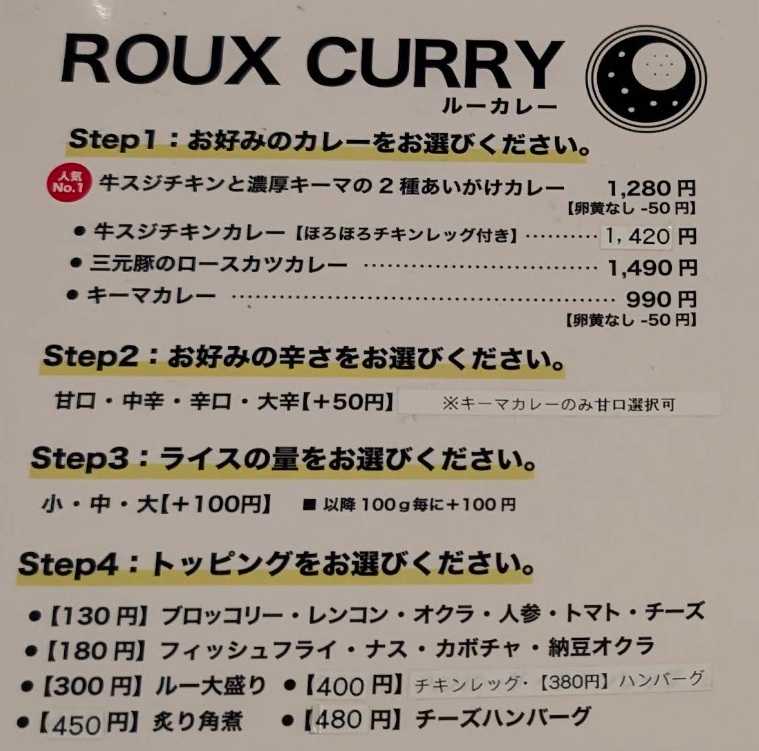 ROUX CURRY
ルーカレー
Step1：お好みのカレーをお選びください。
人気 No.1 牛スジチキンと濃厚キーマの2種あいがけカレー 1,280円
【卵黄なし -50円】
● 牛スジチキンカレー【ほろほろチキンレッグ付き】………1,420円
● 三元豚のロースカツカレー ……………………… 1,490円
● キーマカレー ………………………………………… 990円
【卵黄なし -50円】
Step2：お好みの辛さをお選びください。
甘口・中辛・辛口・大辛【＋50円】 ※キーマカレーのみ甘口選択可
Step3：ライスの量をお選びください。
小・中・大【＋100円】 ■ 以降100g毎に＋100円
Step4：トッピングをお選びください。
●【130円】ブロッコリー・レンコン・オクラ・人参・トマト・チーズ
●【180円】フィッシュフライ・ナス・カボチャ・納豆オクラ
●【300円】ルー大盛り ●【400円】チキンレッグ・【380円】ハンバーグ
●【450円】炙り角煮 ●【480円】チーズハンバーグ